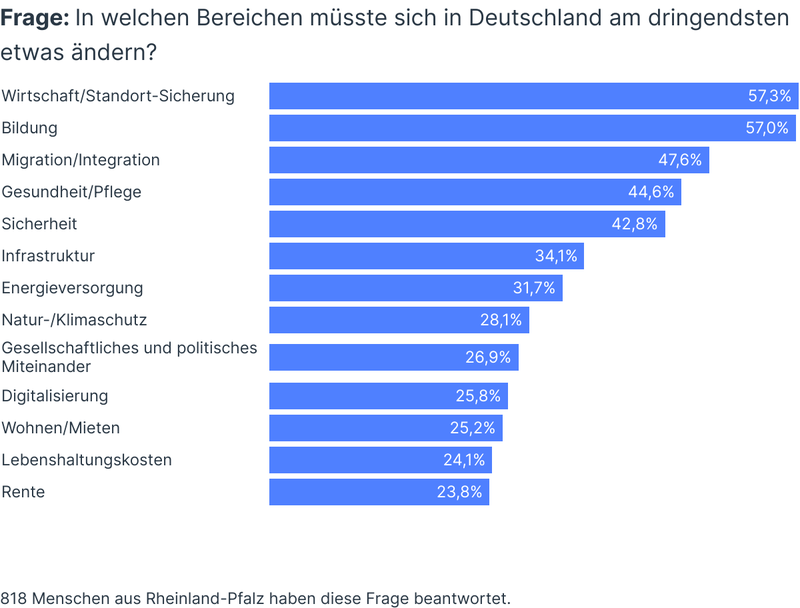 Frage: In welchen Bereichen müsste sich in Deutschland am dringendsten
etwas ändern?
Wirtschaft/Standort-Sicherung 57,3%
Bildung 57,0%
Migration/Integration 47,6%
Gesundheit/Pflege 44,6%
Sicherheit 42,8%
Infrastruktur 34,1%
Energieversorgung 31,7%
Natur-/Klimaschutz 28,1%
Gesellschaftliches und politisches
Miteinander 26,9%
Digitalisierung 25,8%
Wohnen/Mieten 25,2%
Lebenshaltungskosten 24,1%
Rente 23,8%
818 Menschen aus Rheinland-Pfalz haben diese Frage beantwortet.